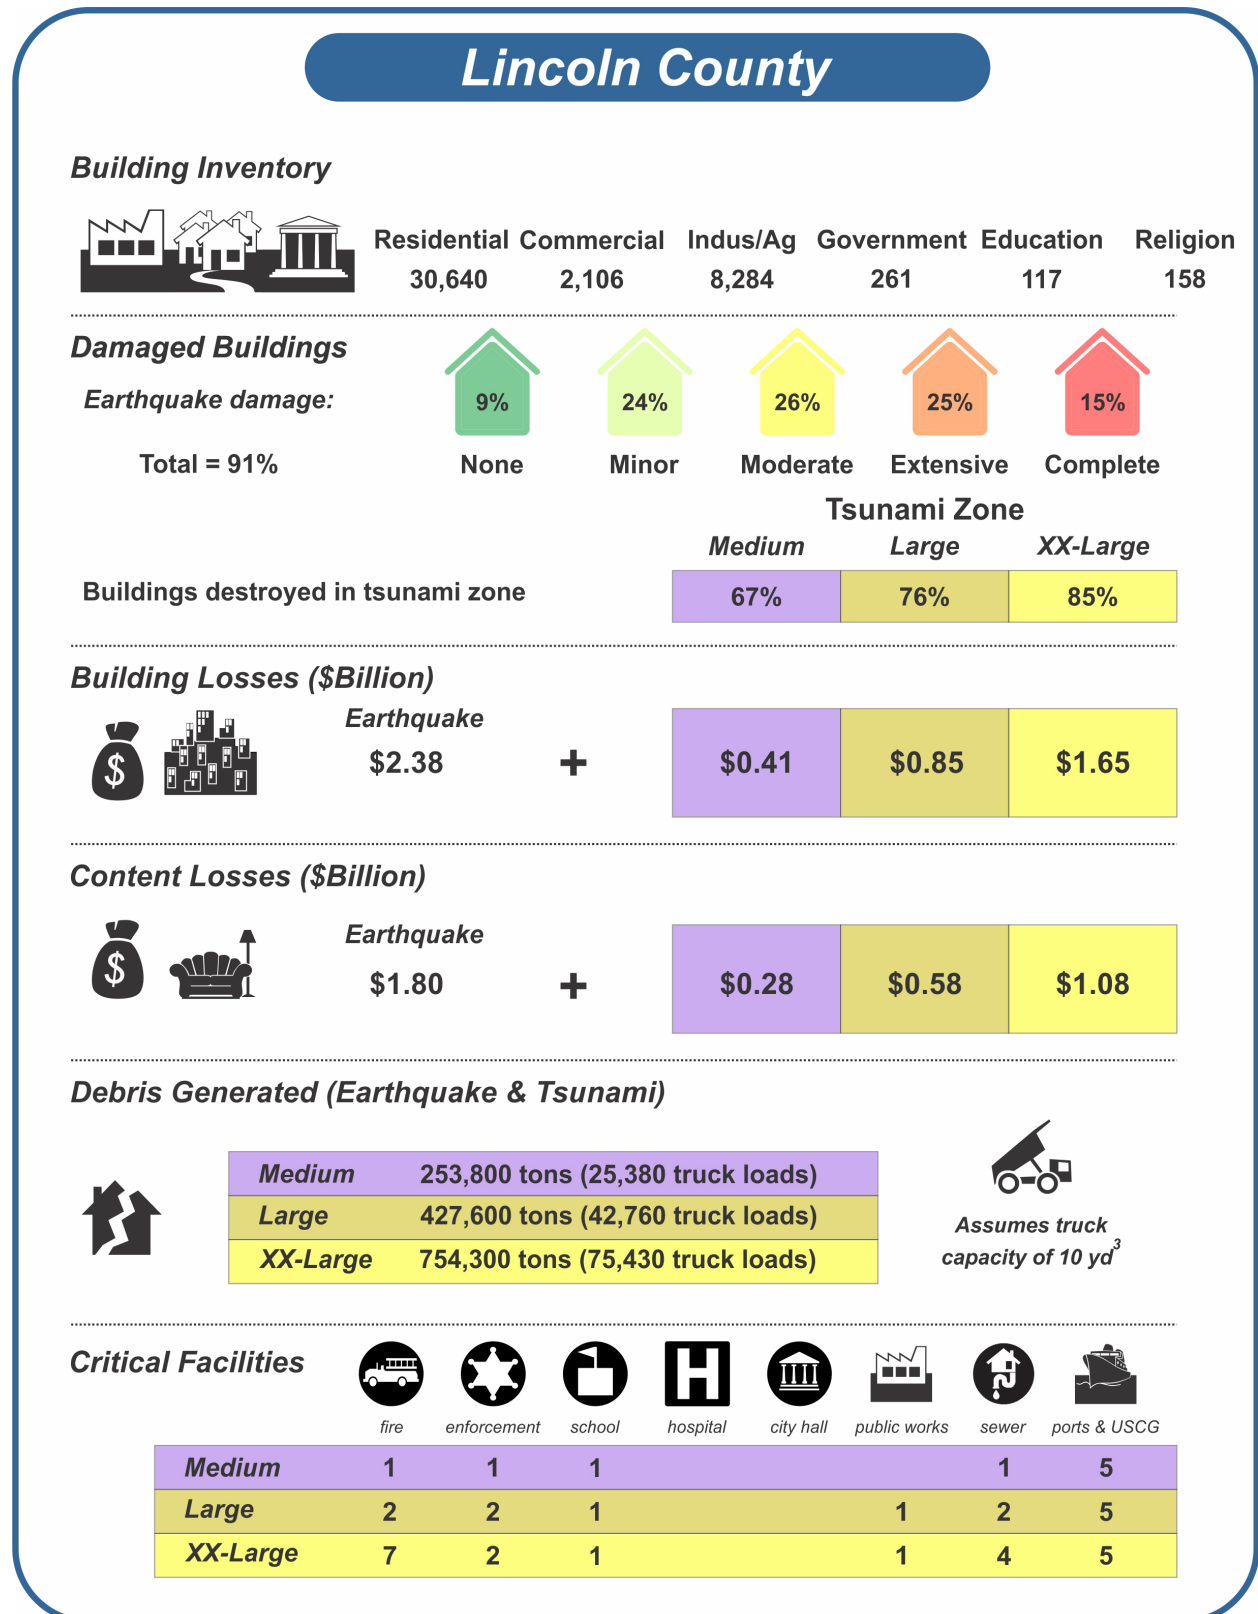 Lincoln County
Building Inventory
Residential Commercial Indus/Ag Government Education Religion
30,640 2,106 8,284 261 117 158
Damaged Buildings
Earthquake damage: 9% 24% 26% 25% 15%
Total = 91% None Minor Moderate Extensive Complete
Tsunami Zone
Medium Large XX-Large
Buildings destroyed in tsunami zone 67% 76% 85%
Building Losses ($Billion)
Earthquake
$ $2.38 + $0.41 $0.85 $1.65
Content Losses ($Billion)
Earthquake
$ $1.80 + $0.28 $0.58 $1.08
Debris Generated (Earthquake & Tsunami)
Medium 253,800 tons (25,380 truck loads)
Large 427,600 tons (42,760 truck loads)
XX-Large 754,300 tons (75,430 truck loads)
Assumes truck
capacity of 10 yd³
Critical Facilities H
fire enforcement school hospital city hall public works sewer ports & USCG
Medium 1 1 1 1 5
Large 2 2 1 1 2 5
XX-Large 7 2 1 1 4 5